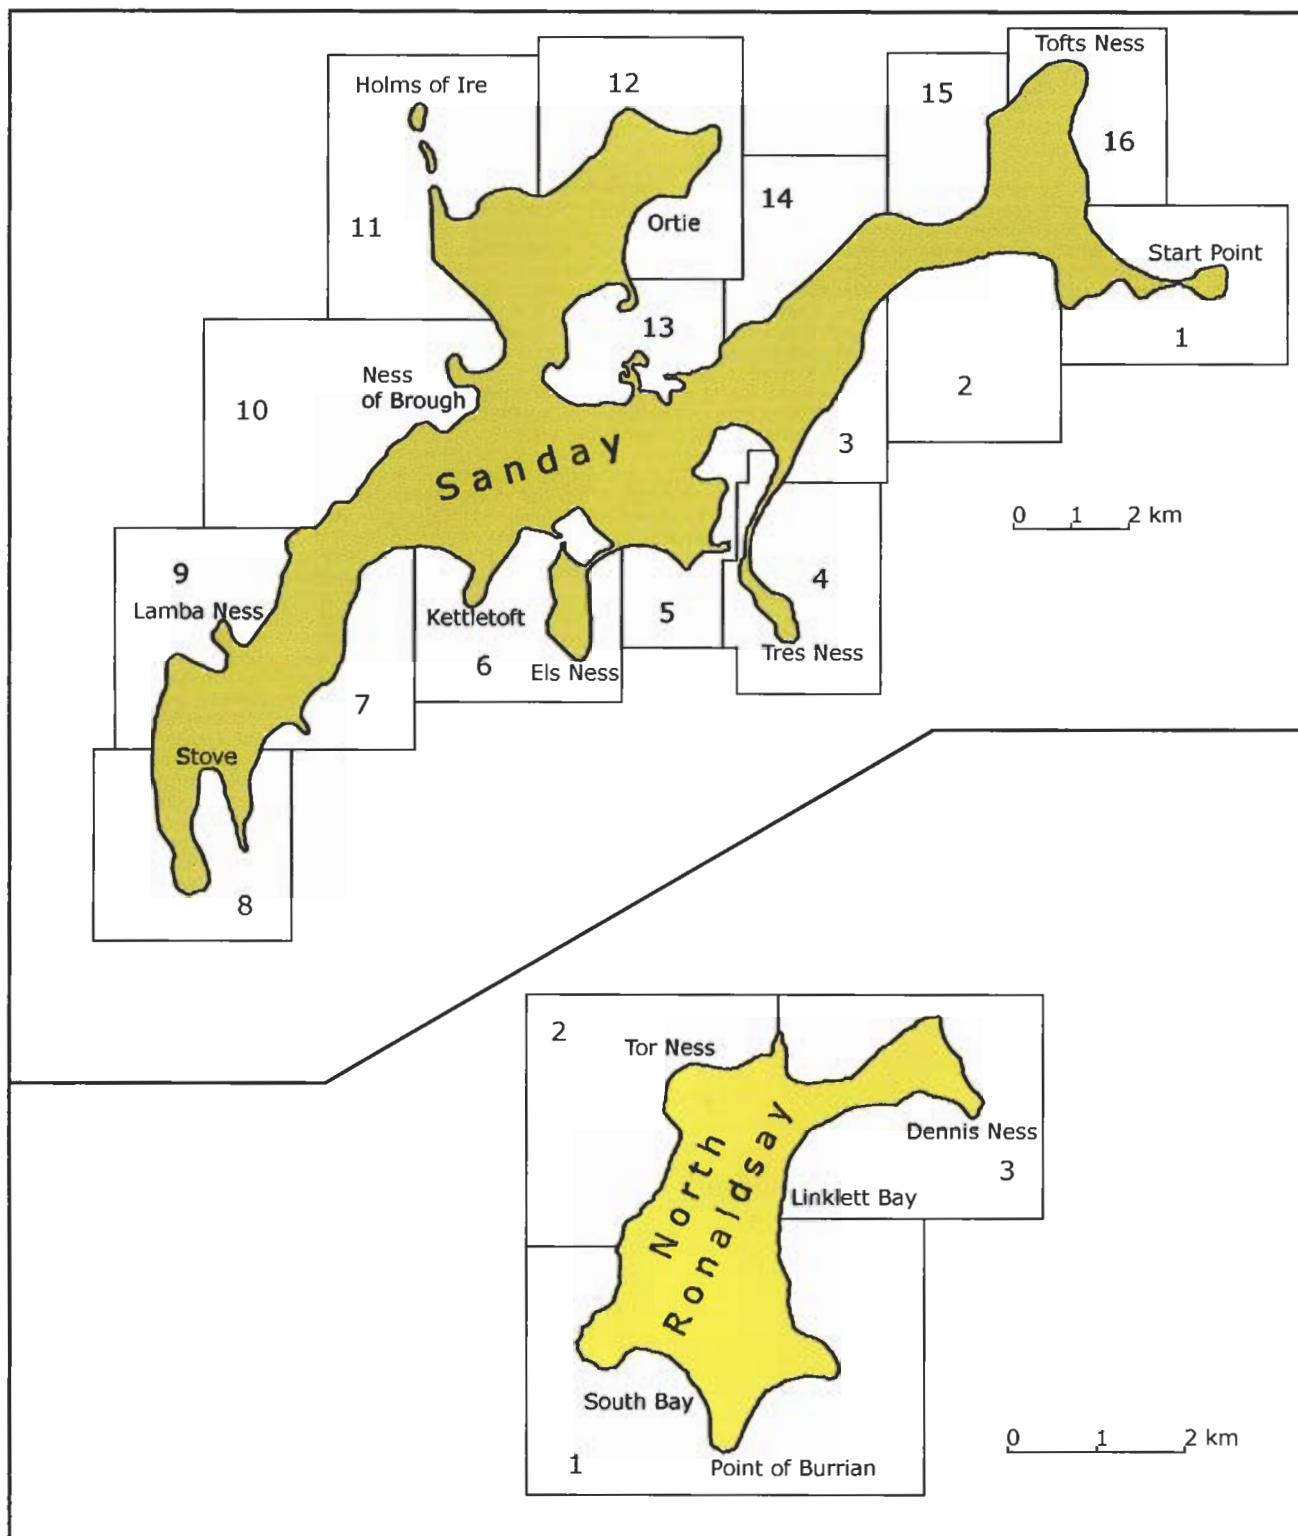 Tofts Ness
12
Holms of Ire
15
16
14
11
Ortie
Start Point
13
1
Ness
of Brough
10
2
3
Sanday
0 1 2 km
9
4
Lamba Ness
Kettletoft
5
Tres Ness
6
Els Ness
7
Stove
8
2
Tor Ness
Dennis Ness
3
North
Ronaldsay
Linklett Bay
South Bay
0 1 2 km
1
Point of Burrian